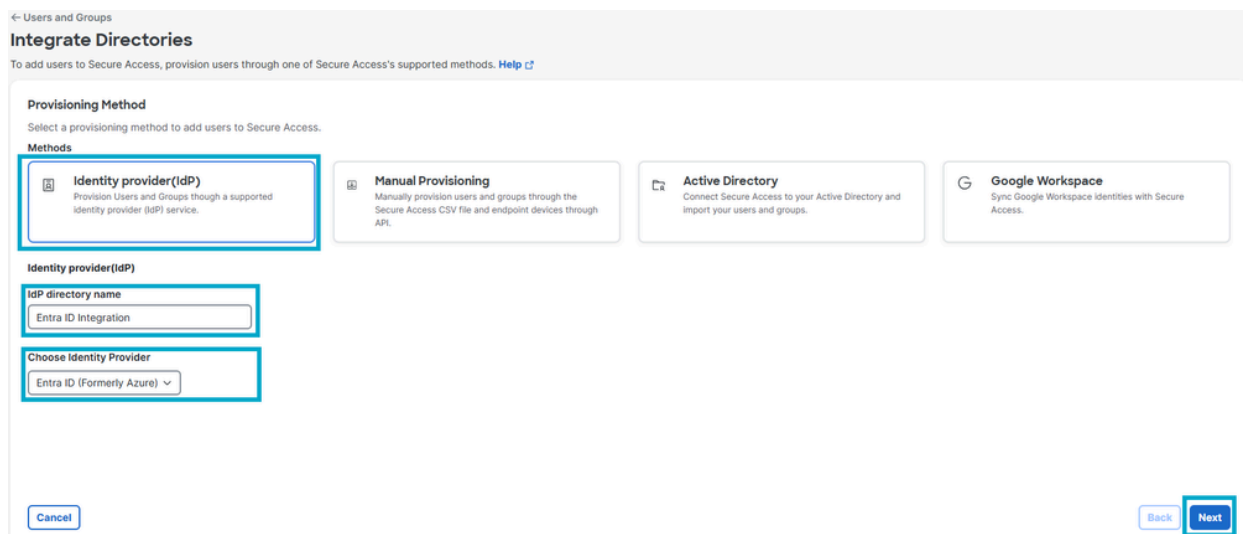 ← Users and Groups
Integrate Directories
To add users to Secure Access, provision users through one of Secure Access's supported methods. Help
Provisioning Method
Select a provisioning method to add users to Secure Access.
Methods
Identity provider(IdP)
Provision Users and Groups though a supported
identity provider (IdP) service.
Manual Provisioning
Manually provision users and groups through the
Secure Access CSV file and endpoint devices through
API.
Active Directory
Connect Secure Access to your Active Directory and
import your users and groups.
Google Workspace
Sync Google Workspace identities with Secure
Access.
Identity provider(IdP)
IdP directory name
Entra ID Integration
Choose Identity Provider
Entra ID (Formerly Azure)
Cancel
Back
Next